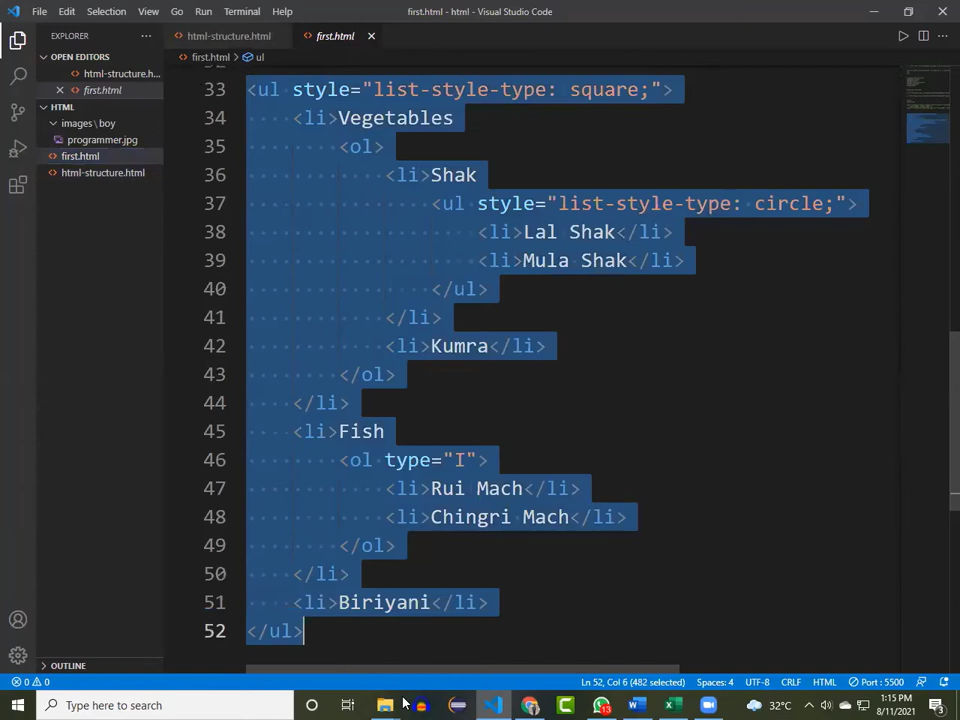 File Edit Selection View Go Run Terminal Help
first.html - html - Visual Studio Code
EXPLORER
html-structure.html
first.html
OPEN EDITORS
html-structure.h...
first.html
HTML
images\boy
programmer.jpg
first.html
html-structure.html
OUTLINE
first.html > ul
33 <ul style="list-style-type: square;">
34 <li>Vegetables
35 <ol>
36 <li>Shak
37 <ul style="list-style-type: circle;">
38 <li>Lal Shak</li>
39 <li>Mula Shak</li>
40 </ul>
41 </li>
42 <li>Kumra</li>
43 </ol>
44 </li>
45 <li>Fish
46 <ol type="I">
47 <li>Rui Mach</li>
48 <li>Chingri Mach</li>
49 </ol>
50 </li>
51 <li>Biriyani</li>
52 </ul>
0 0
Ln 52, Col 6 (482 selected) Spaces: 4 UTF-8 CRLF HTML Port : 5500
Type here to search
13
32°C
1:15 PM
8/11/2021
3